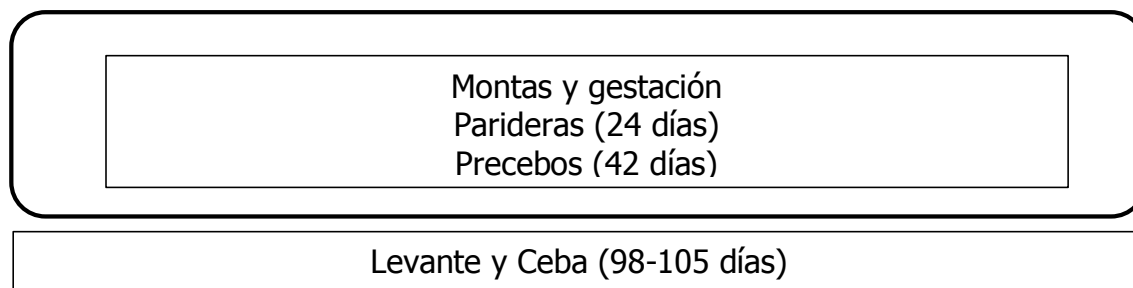 Montas y gestación
Parideras (24 días)
Precebos (42 días)
Levante y Ceba (98-105 días)